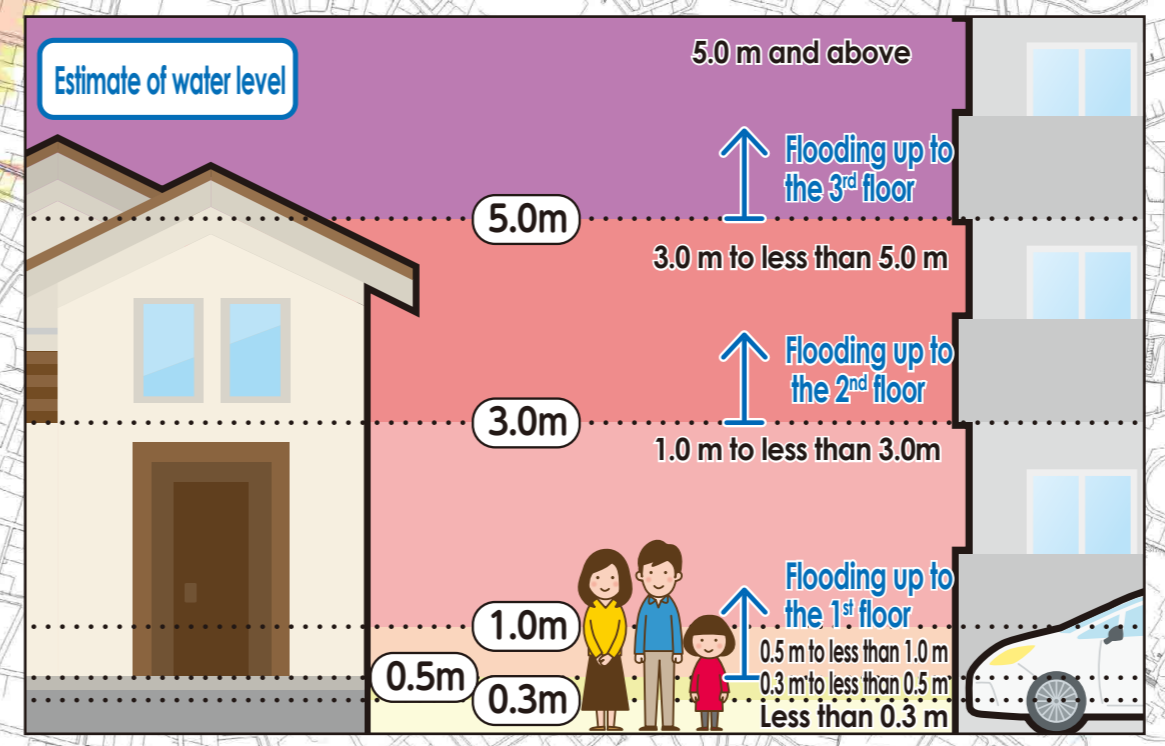 Estimate of water level
5.0 m and above
Flooding up to
the 3rd floor
5.0m
3.0 m to less than 5.0 m
Flooding up to
the 2nd floor
3.0m
1.0 m to less than 3.0m
Flooding up to
the 1st floor
1.0m
0.5 m to less than 1.0 m
0.5m
0.3 m to less than 0.5 m
0.3m
Less than 0.3 m